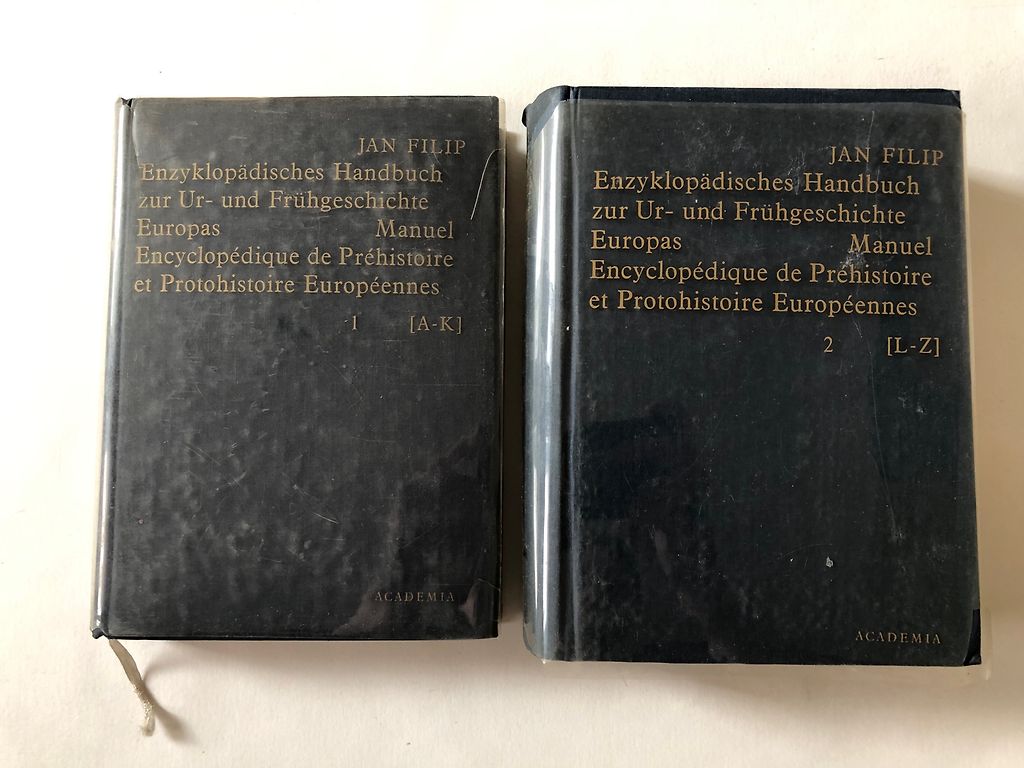 JAN FILIP
Enzyklopädisches Handbuch
zur Ur- und Frühgeschichte
Europas Manuel
Encyclopédique de Préhistoire
et Protohistoire Européennes
1 [A-K]
ACADEMIA
JAN FILIP
Enzyklopädisches Handbuch
zur Ur- und Frühgeschichte
Europas Manuel
Encyclopédique de Préhistoire
et Protohistoire Européennes
2 [L-Z]
ACADEMIA